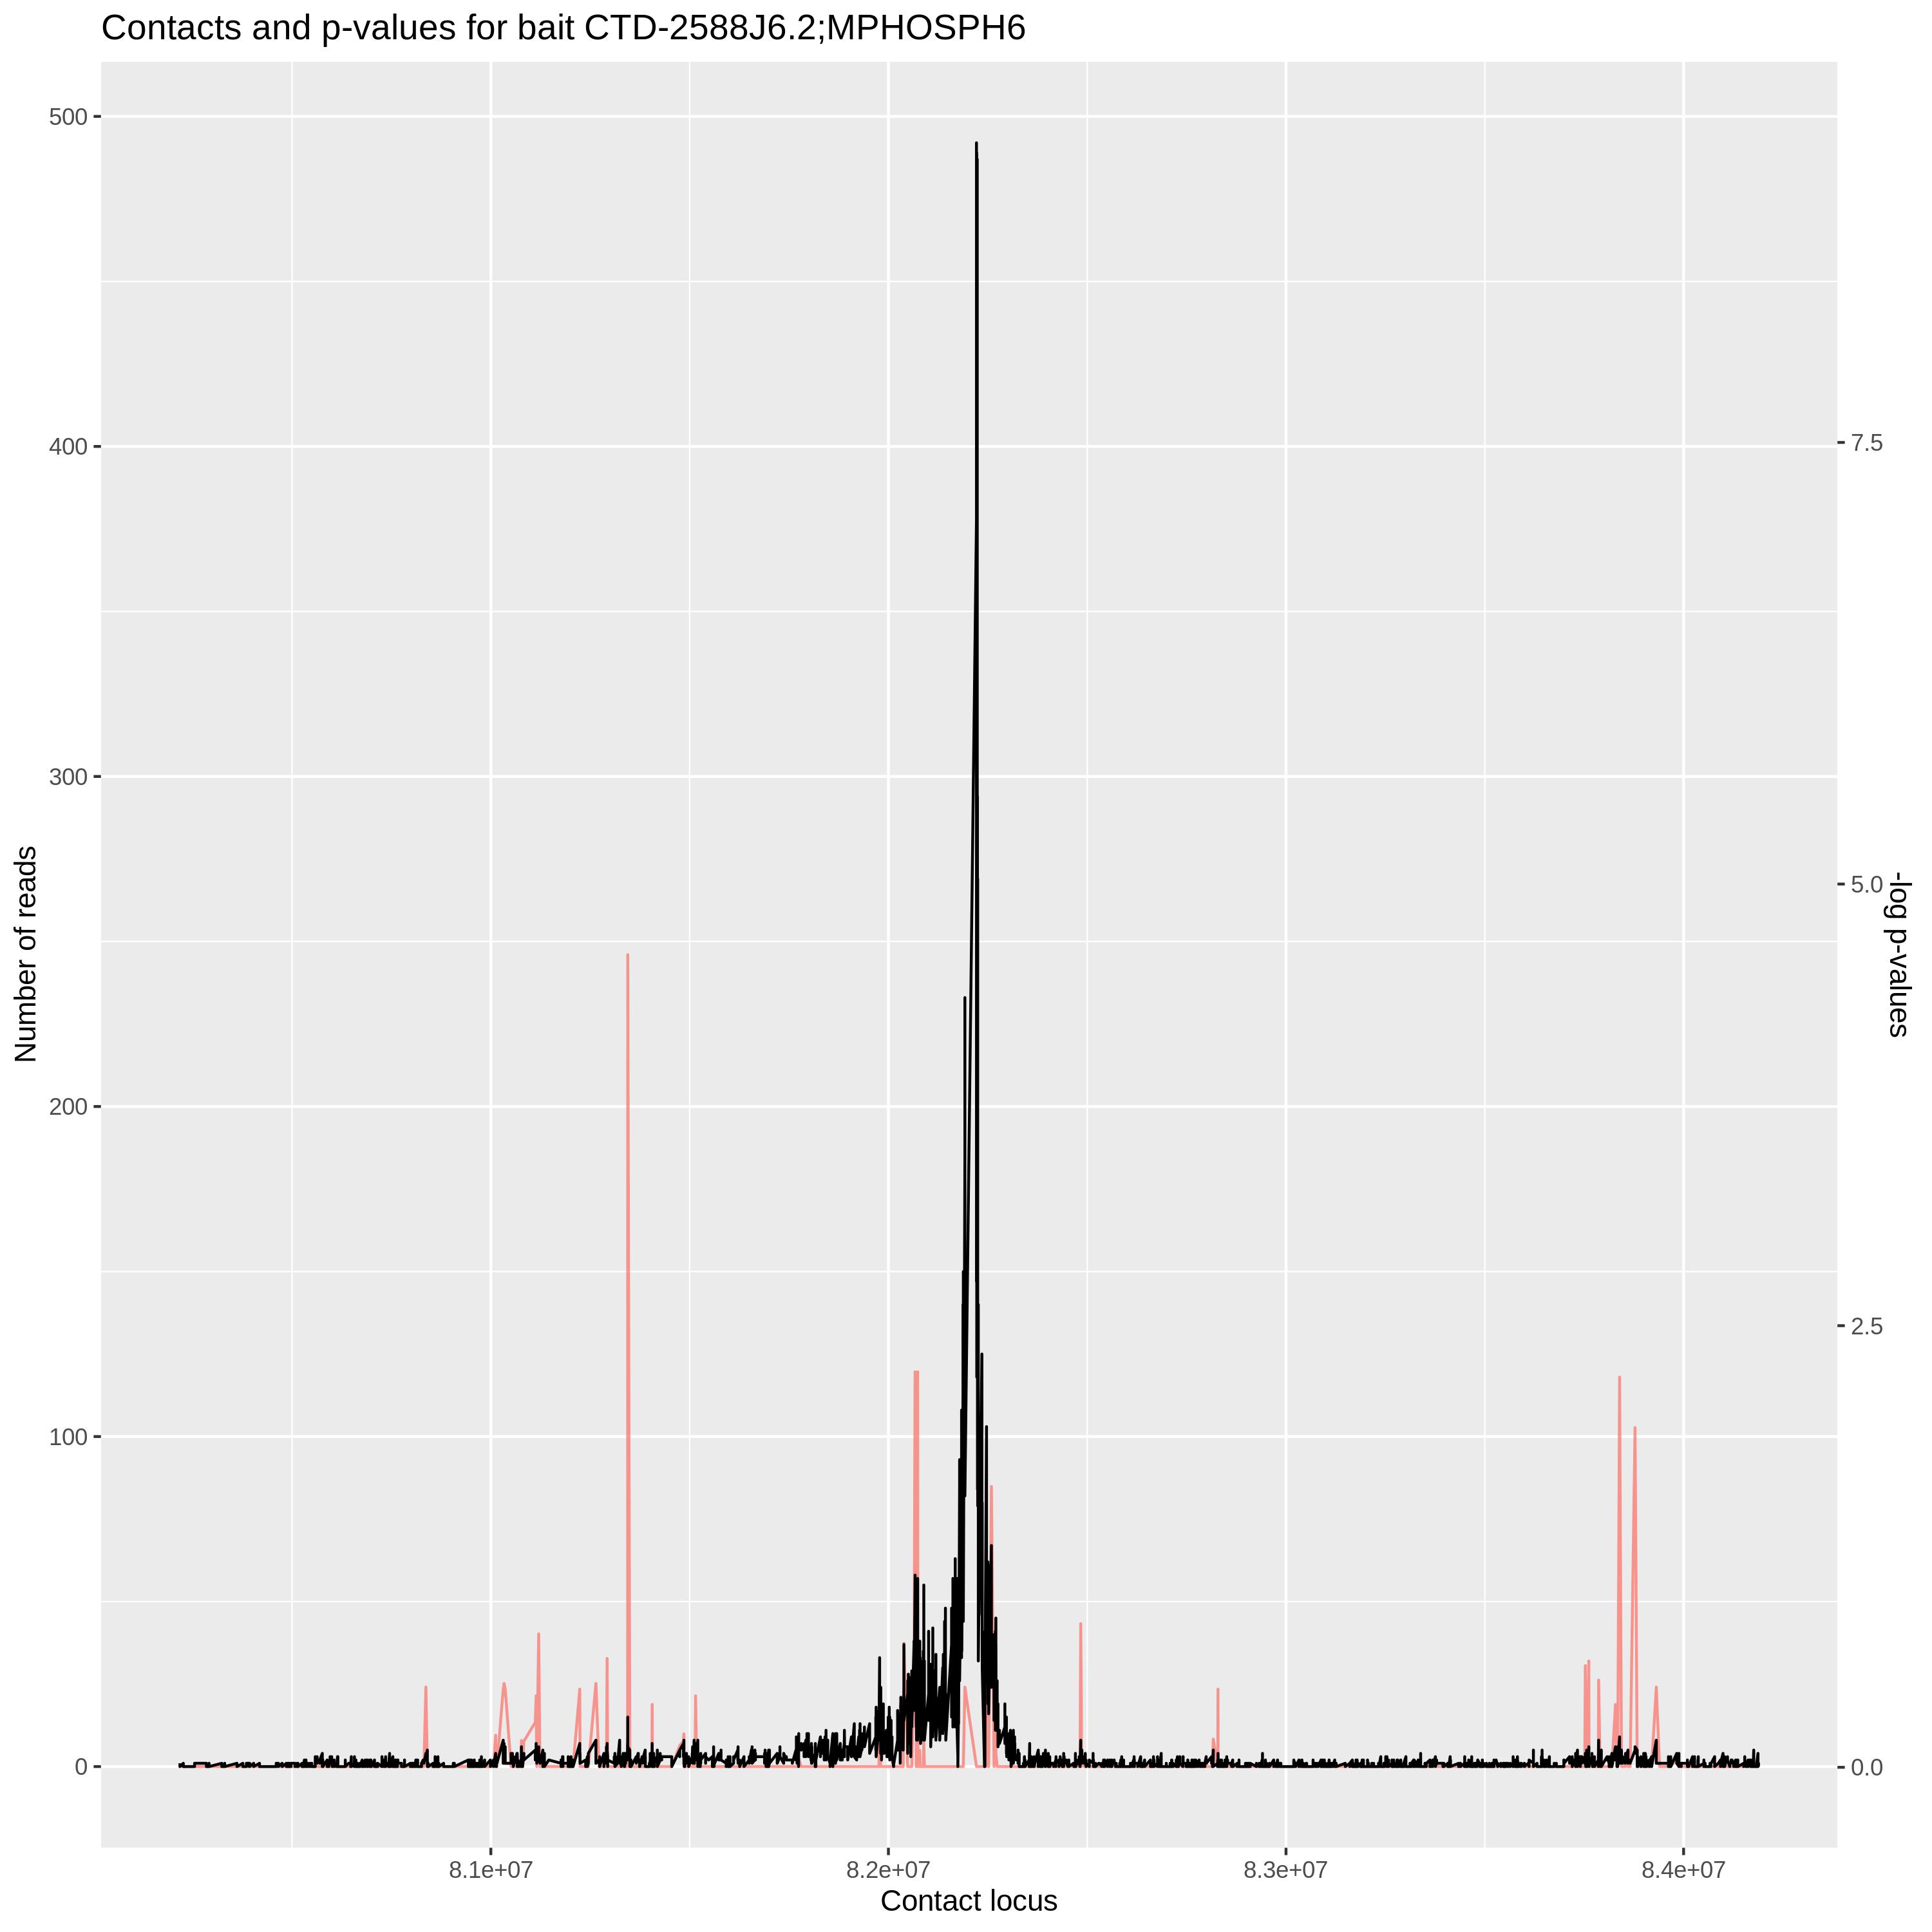 Contacts and p-values for bait CTD-2588J6.2;MPHOSPH6
500
400
300
200
100
0
Number of reads
7.5
5.0
2.5
0.0
-log p-values
8.1e+07
8.2e+07
8.3e+07
8.4e+07
Contact locus